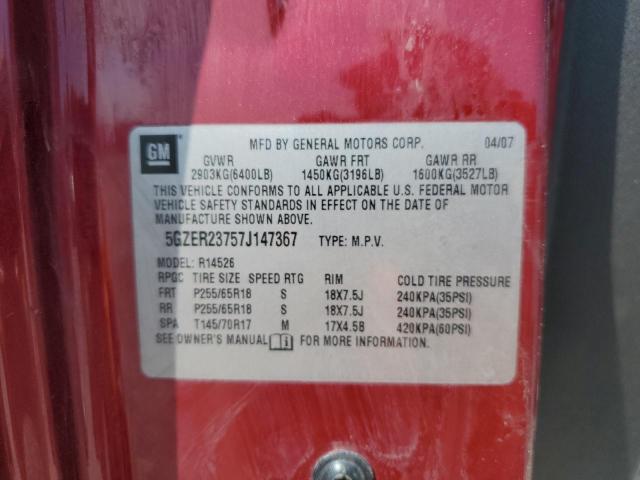 GM
MFD BY GENERAL MOTORS CORP. 04/07
GVWR GAWR FRT GAWR RR
2903KG(6400LB) 1450KG(3196LB) 1600KG(3527LB)
THIS VEHICLE CONFORMS TO ALL APPLICABLE U.S. FEDERAL MOTOR
VEHICLE SAFETY STANDARDS IN EFFECT ON THE DATE OF
MANUFACTURE SHOWN ABOVE.
5GZER23757J147367 TYPE: M.P.V.
MODEL: R14526
RPGC TIRE SIZE SPEED RTG RIM COLD TIRE PRESSURE
FRT P255/65R18 S 18X7.5J 240KPA(35PSI)
RR P255/65R18 S 18X7.5J 240KPA(35PSI)
SPA T145/70R17 M 17X4.5B 420KPA(60PSI)
SEE OWNER'S MANUAL FOR MORE INFORMATION.